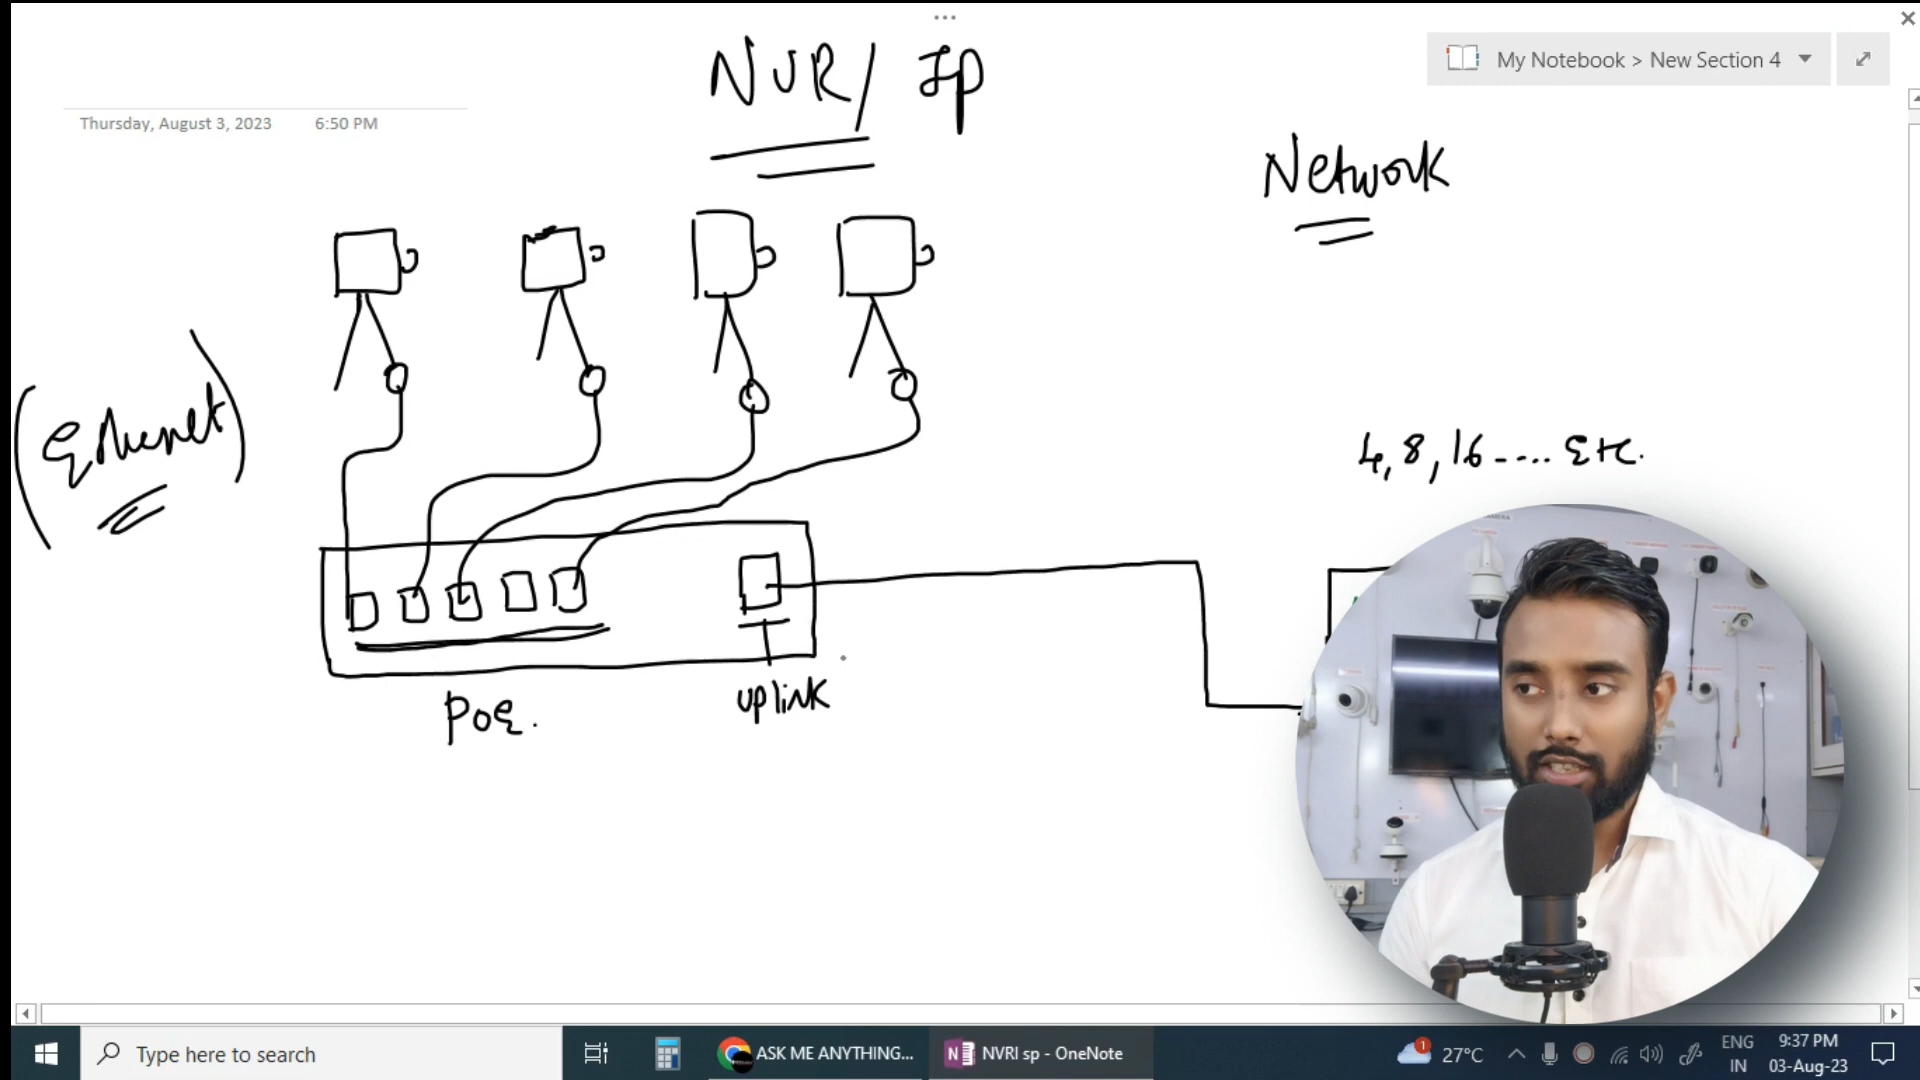 NVR/ Ip
My Notebook > New Section 4
Thursday, August 3, 2023 6:50 PM
Network
(Ethernet)
4, 8, 16 .... Etc.
PoE.
uplink
Type here to search
ASK ME ANYTHING...
NVRI sp - OneNote
1
27°C
ENG
IN
9:37 PM
03-Aug-23